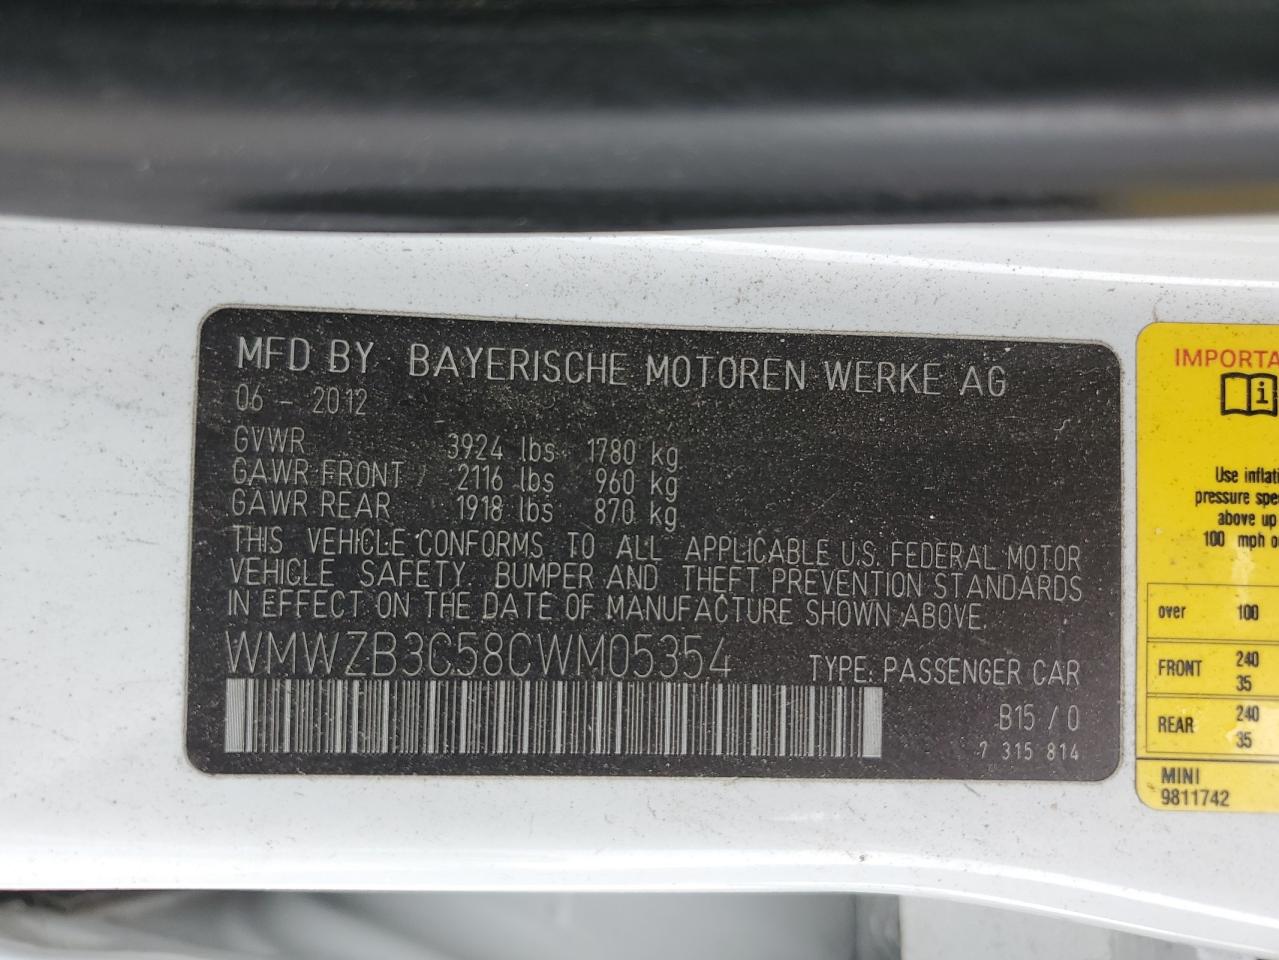 MFD BY BAYERISCHE MOTOREN WERKE AG
06 - 2012
GVWR 3924 lbs 1780 kg
GAWR FRONT 2116 lbs 960 kg
GAWR REAR 1918 lbs 870 kg
THIS VEHICLE CONFORMS TO ALL APPLICABLE U.S. FEDERAL MOTOR
VEHICLE SAFETY, BUMPER AND THEFT PREVENTION STANDARDS
IN EFFECT ON THE DATE OF MANUFACTURE SHOWN ABOVE.
WMWZB3C58CWM05354 TYPE: PASSENGER CAR
B15 / 0
7 315 814
IMPORTA
i
Use inflati
pressure spe
above up
100 mph o
over 100
FRONT 240
35
REAR 240
35
MINI
9811742